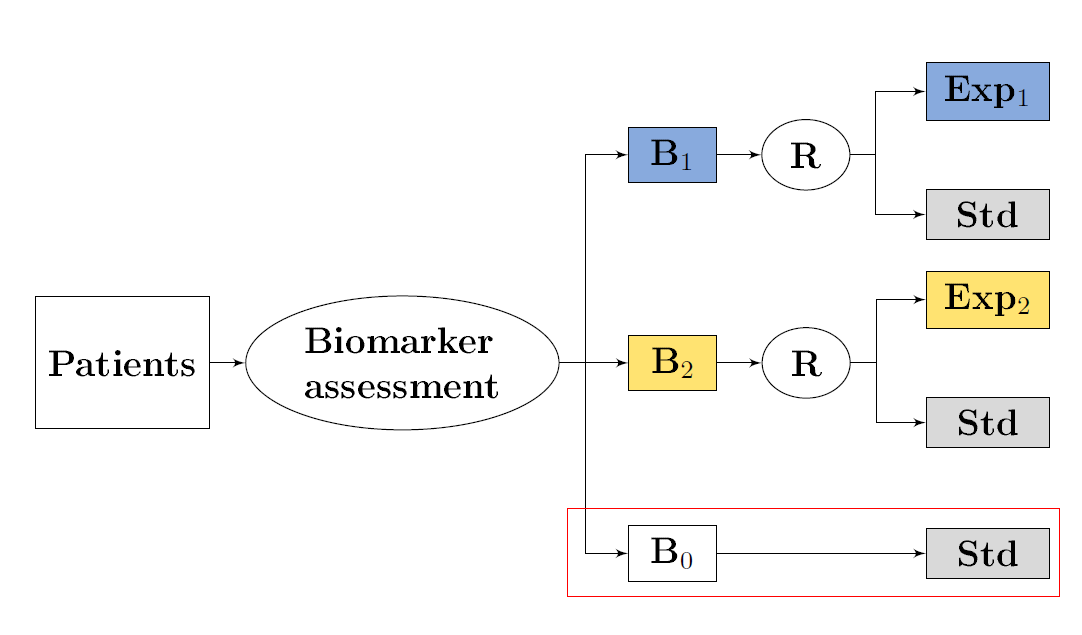 Patients
Biomarker
assessment
B₁
R
Exp₁
Std
B₂
R
Exp₂
Std
B₀
Std